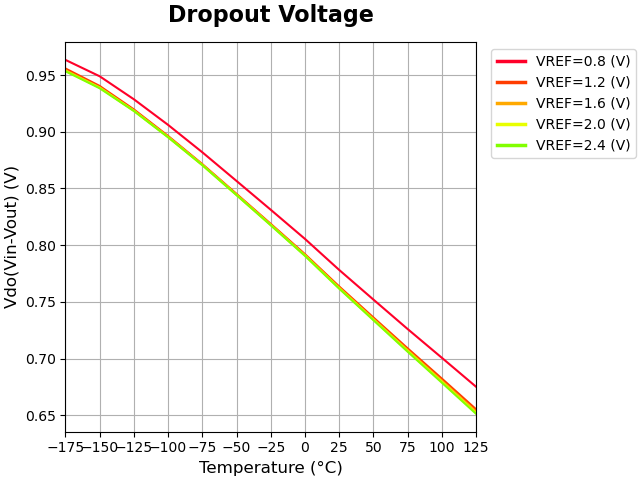 Dropout Voltage
VREF=0.8 (V)
VREF=1.2 (V)
VREF=1.6 (V)
VREF=2.0 (V)
VREF=2.4 (V)
Vdo(Vin-Vout) (V)
0.95
0.90
0.85
0.80
0.75
0.70
0.65
−175 −150 −125 −100 −75 −50 −25 0 25 50 75 100 125
Temperature (°C)